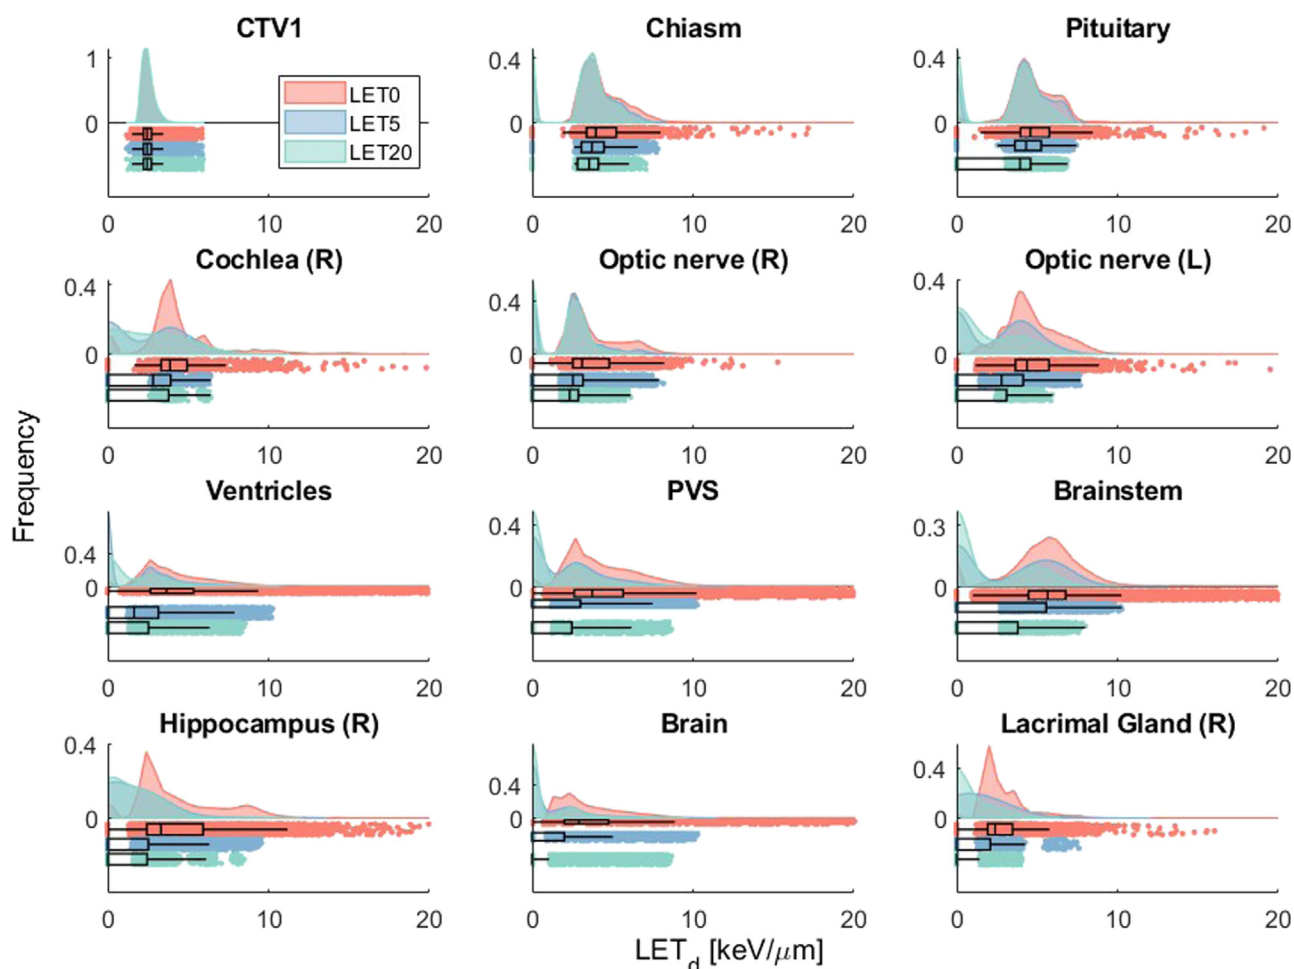 CTV1
Chiasm
Pituitary
1
0
LET0
LET5
LET20
0.4
0
0.4
0
0 10 20
0 10 20
0 10 20
Cochlea (R)
Optic nerve (R)
Optic nerve (L)
0.4
0
0.4
0
0.4
0
0 10 20
0 10 20
0 10 20
Frequency
Ventricles
PVS
Brainstem
0.4
0
0.4
0
0.3
0
0 10 20
0 10 20
0 10 20
Hippocampus (R)
Brain
Lacrimal Gland (R)
0.4
0
0.4
0
0.4
0
0 10 20
0 10 20
0 10 20
LETd [keV/μm]